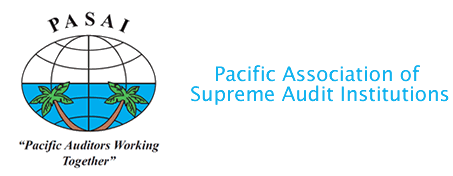 PASAI
“Pacific Auditors Working
Together”
Pacific Association of
Supreme Audit Institutions